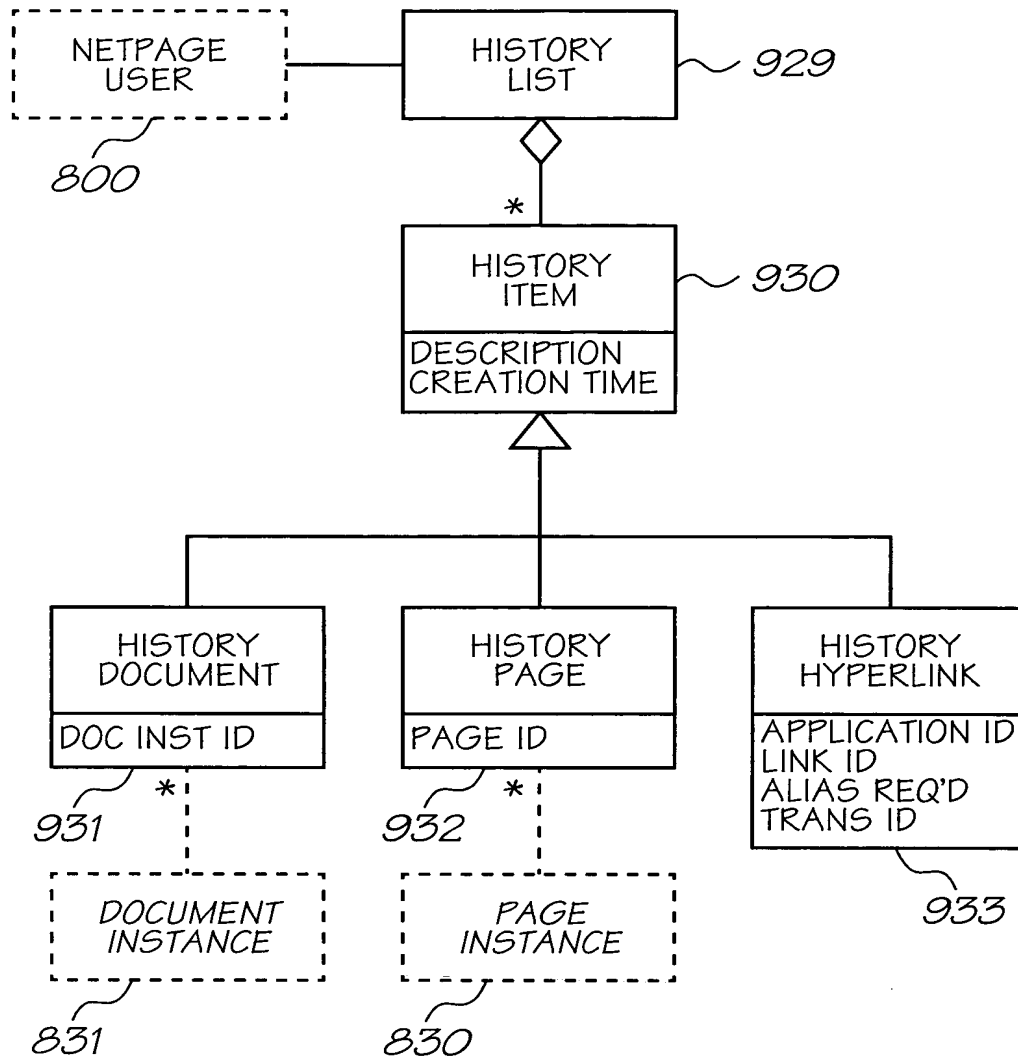 NETPAGE
USER
800
HISTORY
LIST
929
*
HISTORY
ITEM
930
DESCRIPTION
CREATION TIME
HISTORY
DOCUMENT
DOC INST ID
931
*
DOCUMENT
INSTANCE
831
HISTORY
PAGE
PAGE ID
932
*
PAGE
INSTANCE
830
HISTORY
HYPERLINK
APPLICATION ID
LINK ID
ALIAS REQ'D
TRANS ID
933